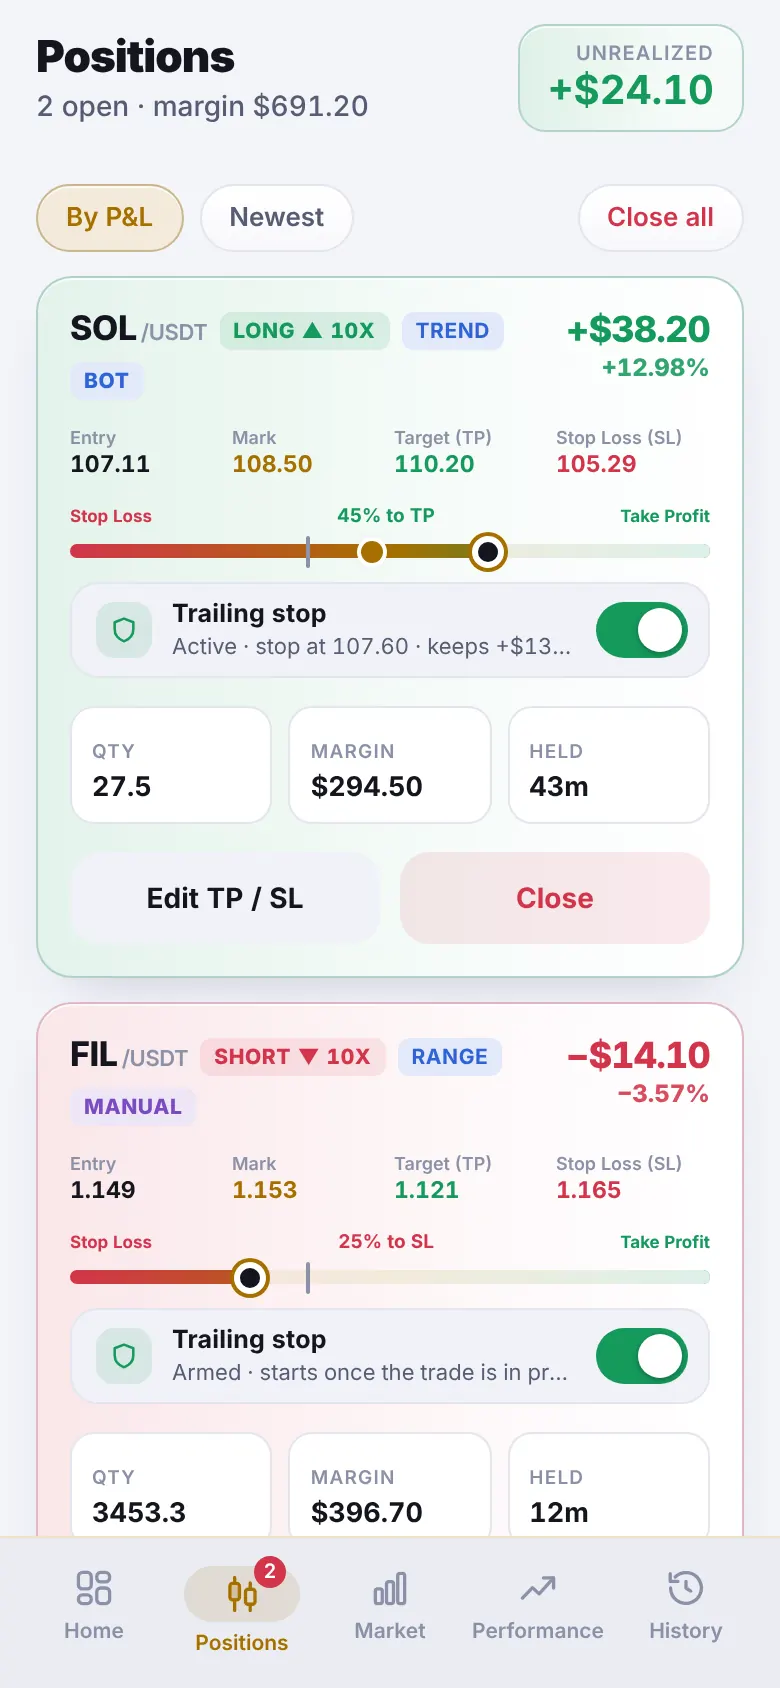 Positions
2 open · margin $691.20
UNREALIZED
+$24.10
By P&L
Newest
Close all
SOL /USDT LONG ▲ 10X TREND
BOT
+$38.20
+12.98%
Entry Mark Target (TP) Stop Loss (SL)
107.11 108.50 110.20 105.29
Stop Loss 45% to TP Take Profit
Trailing stop
Active · stop at 107.60 · keeps +$13...
QTY MARGIN HELD
27.5 $294.50 43m
Edit TP / SL Close
FIL /USDT SHORT ▼ 10X RANGE
MANUAL
−$14.10
−3.57%
Entry Mark Target (TP) Stop Loss (SL)
1.149 1.153 1.121 1.165
Stop Loss 25% to SL Take Profit
Trailing stop
Armed · starts once the trade is in pr...
QTY MARGIN HELD
3453.3 $396.70 12m
2
Home Positions Market Performance History